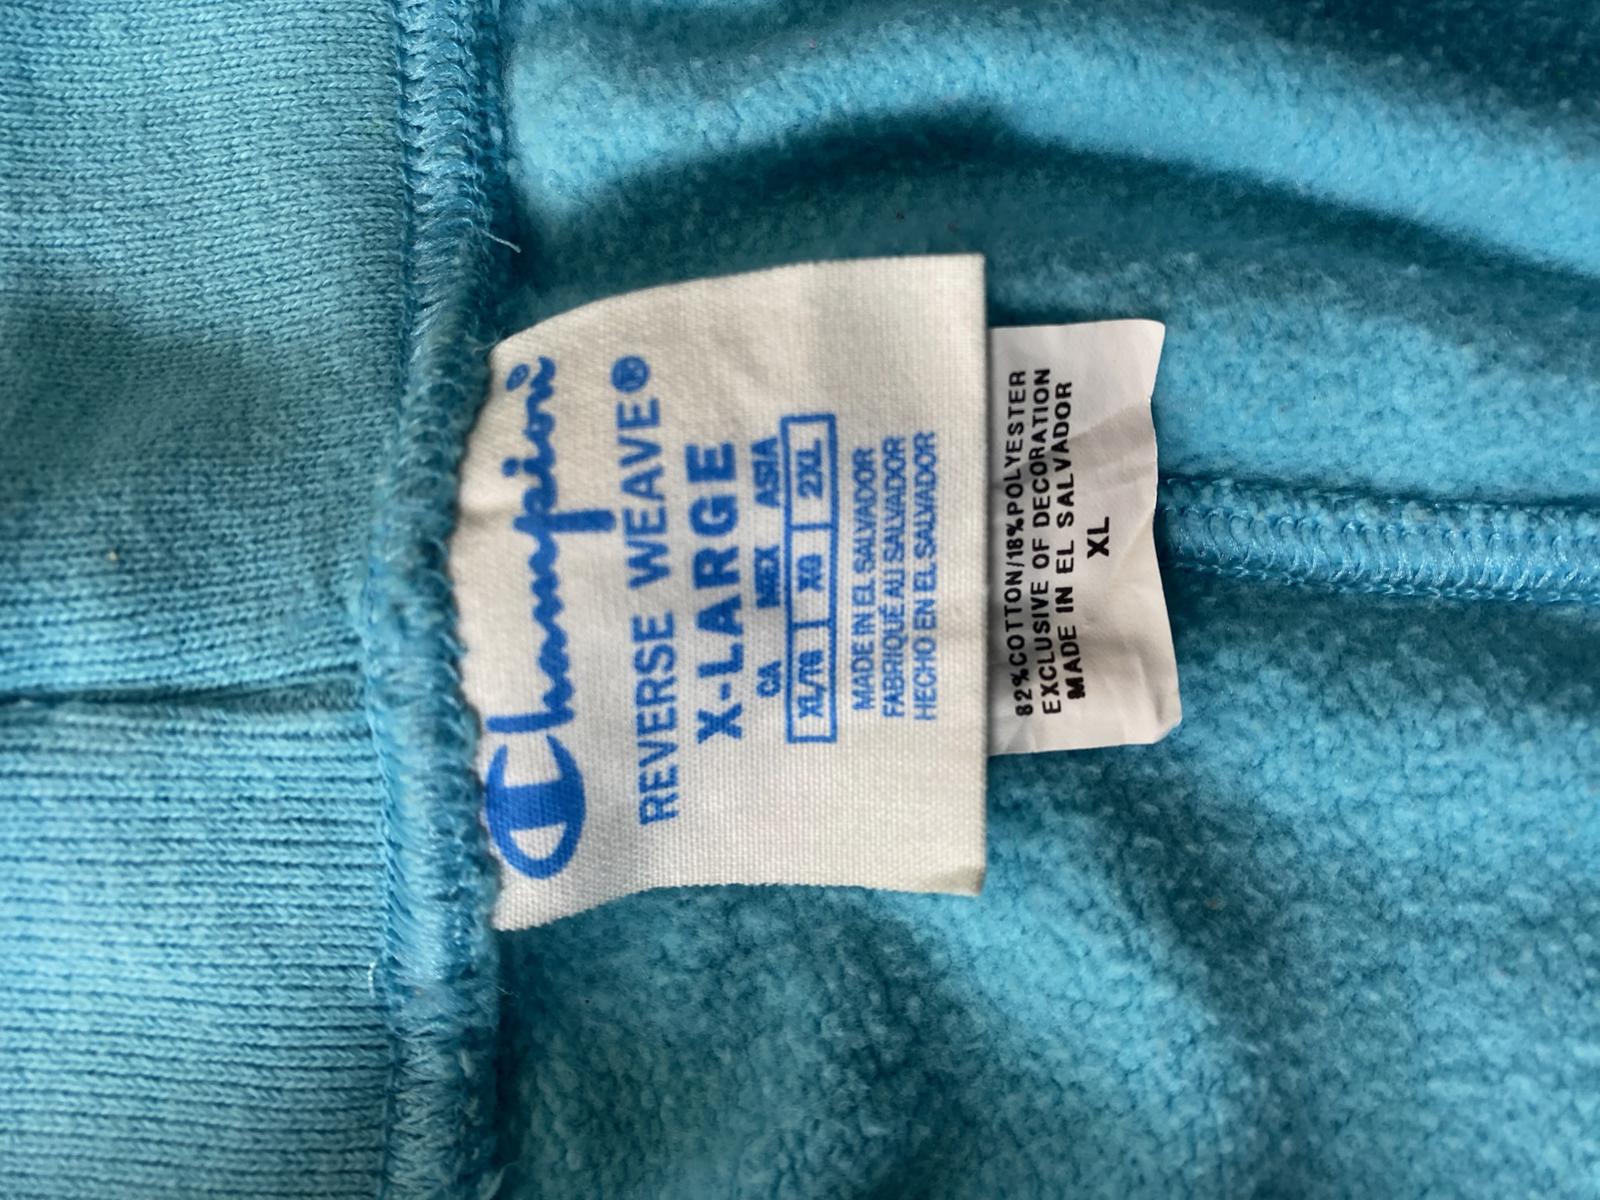 Champion®
REVERSE WEAVE®
X-LARGE
CA MEX ASIA
XL/TG XG 2XL
MADE IN EL SALVADOR
FABRIQUÉ AU SALVADOR
HECHO EN EL SALVADOR
82%COTTON/18%POLYESTER
EXCLUSIVE OF DECORATION
MADE IN EL SALVADOR
XL